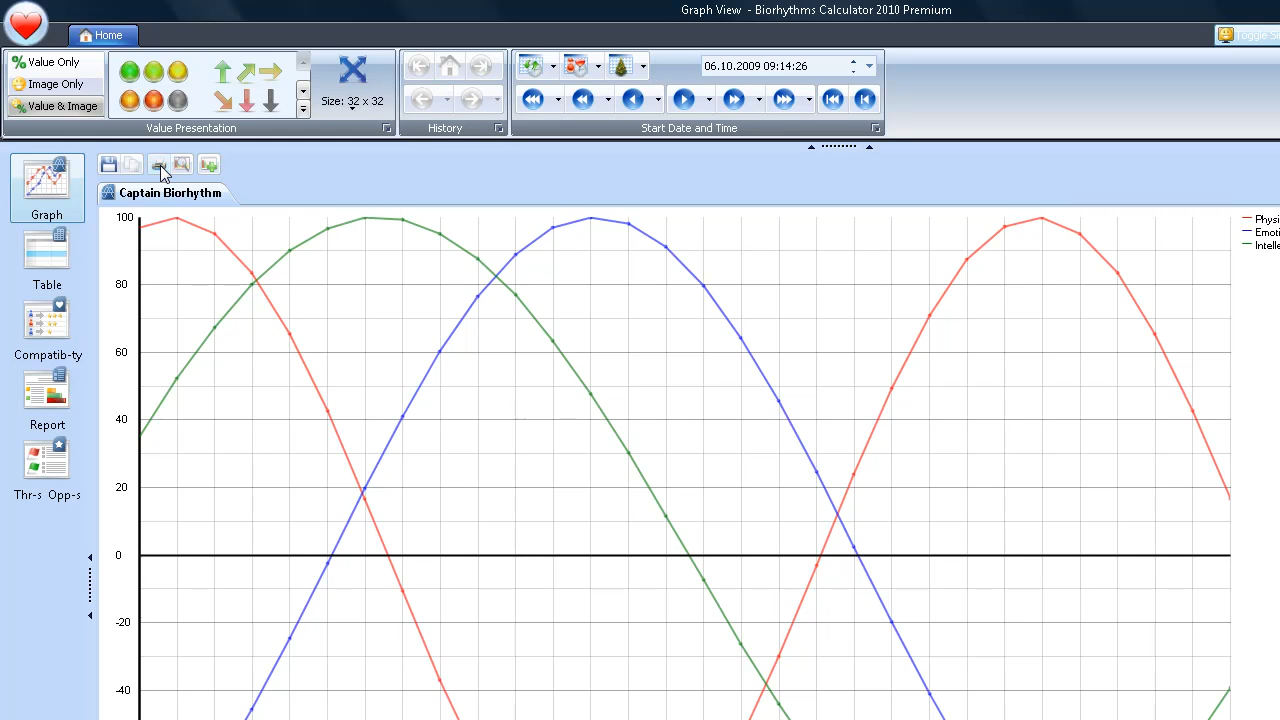 Graph View - Biorhythms Calculator 2010 Premium
Home
Value Only
Image Only
Value & Image
Value Presentation
Size: 32 x 32
History
06.10.2009 09:14:26
Start Date and Time
Graph
Table
Compatib-ty
Report
Thr-s Opp-s
Captain Biorhythm
100
80
60
40
20
0
-20
-40
Physi
Emoti
Intelle